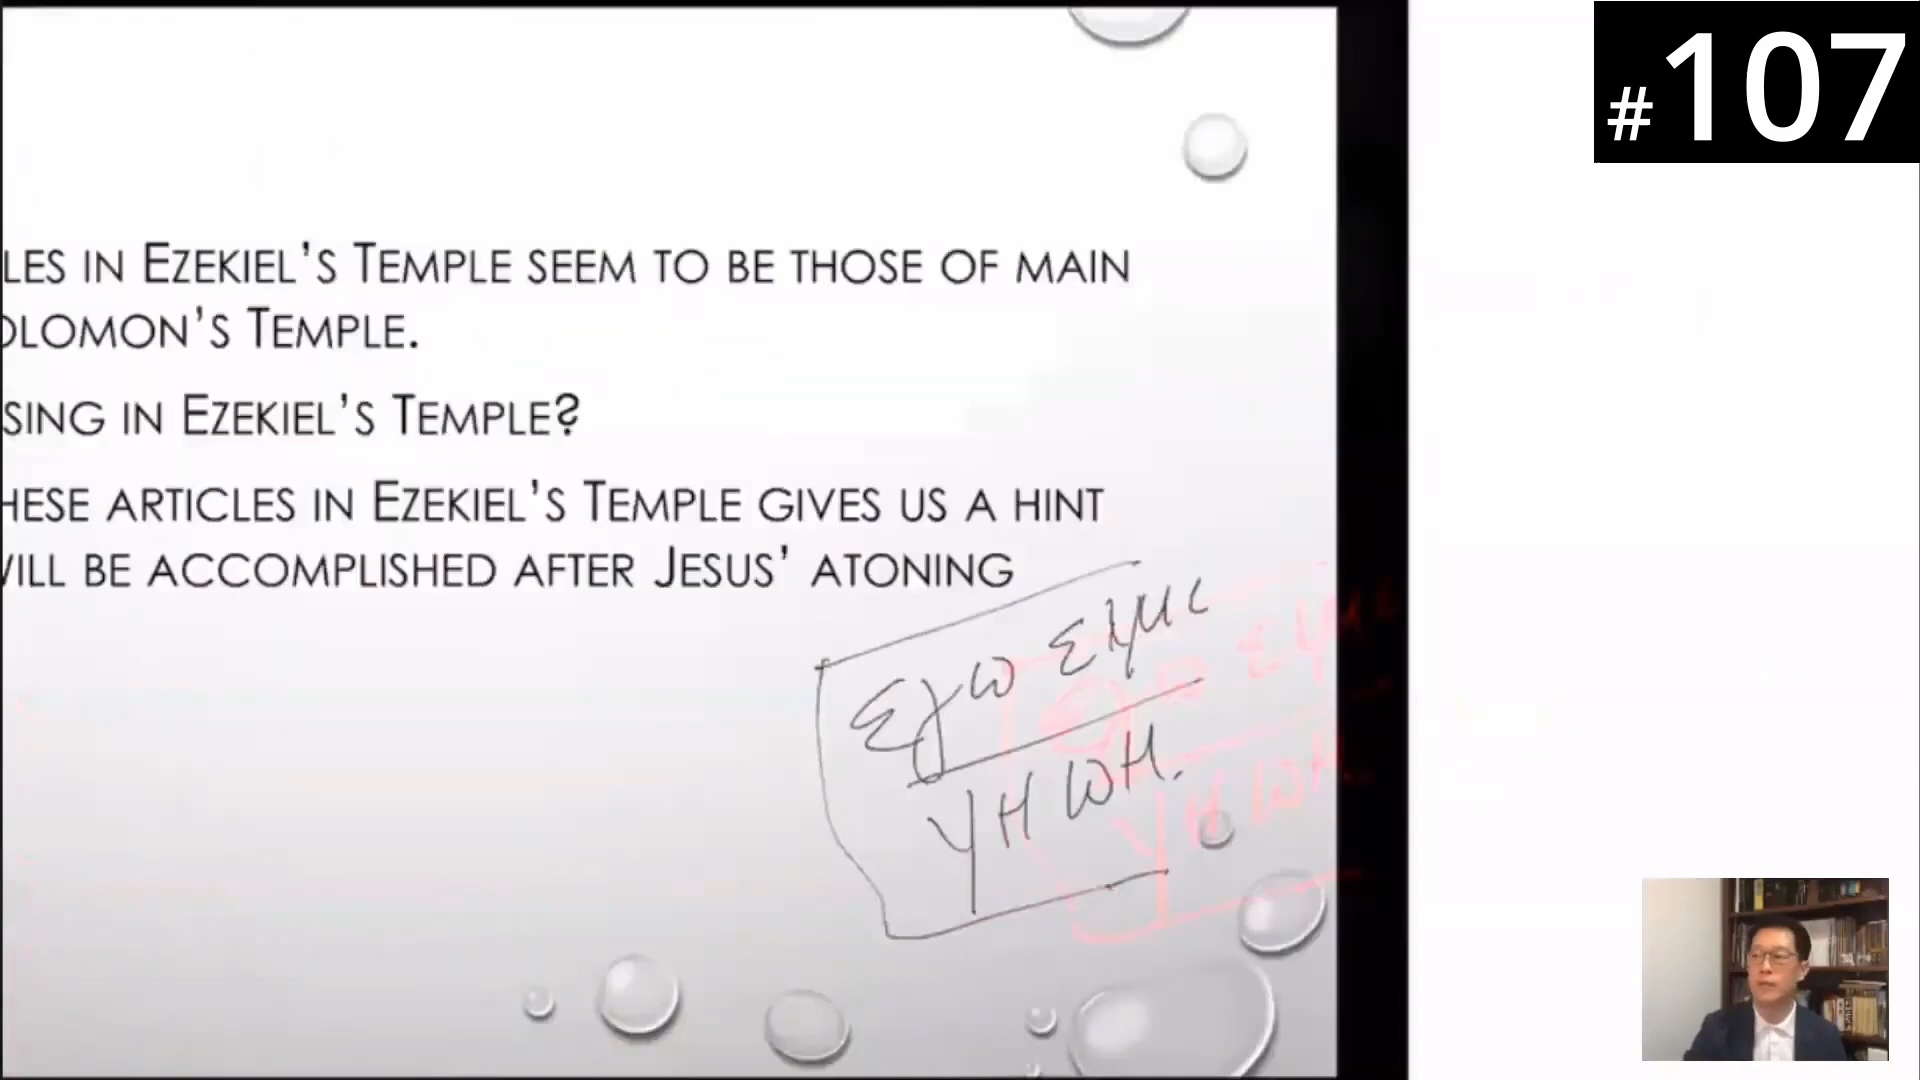 #107
LES IN EZEKIEL'S TEMPLE SEEM TO BE THOSE OF MAIN
OLOMON'S TEMPLE.
SING IN EZEKIEL'S TEMPLE?
HESE ARTICLES IN EZEKIEL'S TEMPLE GIVES US A HINT
WILL BE ACCOMPLISHED AFTER JESUS' ATONING
εγω ειμι
YHWH.